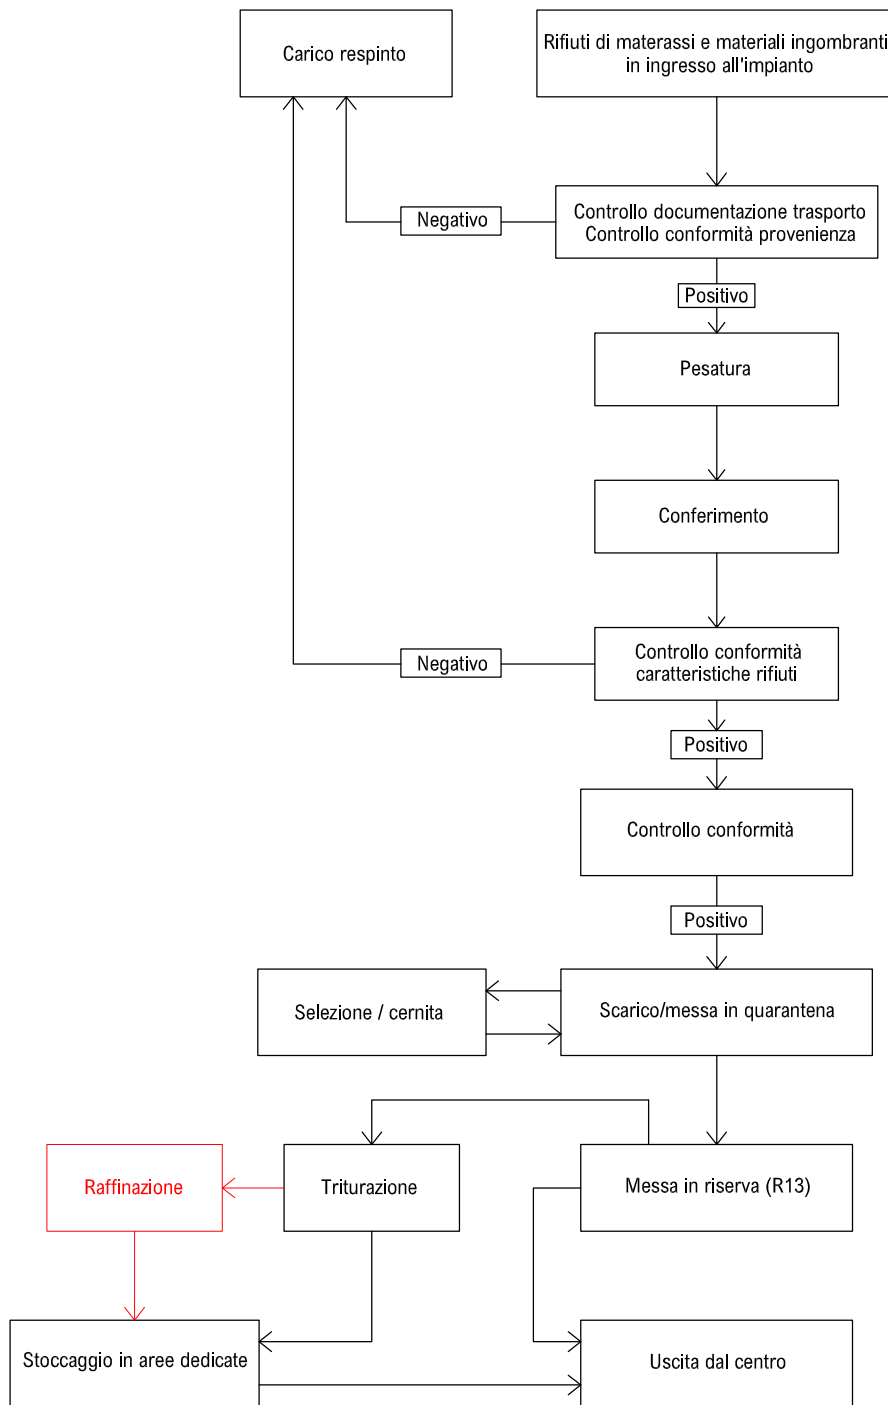 Carico respinto
Rifiuti di materassi e materiali ingombranti
in ingresso all'impianto
Negativo
Controllo documentazione trasporto
Controllo conformità provenienza
Positivo
Pesatura
Conferimento
Negativo
Controllo conformità
caratteristiche rifiuti
Positivo
Controllo conformità
Positivo
Selezione / cernita
Scarico/messa in quarantena
Raffinazione
Triturazione
Messa in riserva (R13)
Stoccaggio in aree dedicate
Uscita dal centro